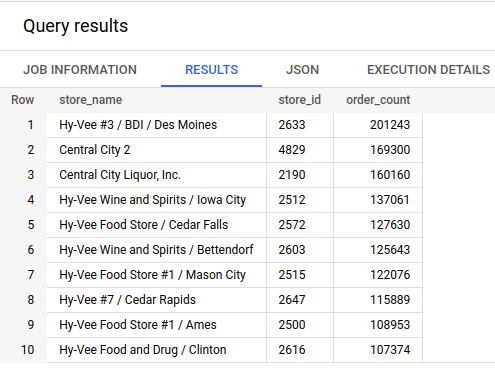 Query results
JOB INFORMATION RESULTS JSON EXECUTION DETAILS
Row store_name store_id order_count
1 Hy-Vee #3 / BDI / Des Moines 2633 201243
2 Central City 2 4829 169300
3 Central City Liquor, Inc. 2190 160160
4 Hy-Vee Wine and Spirits / Iowa City 2512 137061
5 Hy-Vee Food Store / Cedar Falls 2572 127630
6 Hy-Vee Wine and Spirits / Bettendorf 2603 125643
7 Hy-Vee Food Store #1 / Mason City 2515 122076
8 Hy-Vee #7 / Cedar Rapids 2647 115889
9 Hy-Vee Food Store #1 / Ames 2500 108953
10 Hy-Vee Food and Drug / Clinton 2616 107374